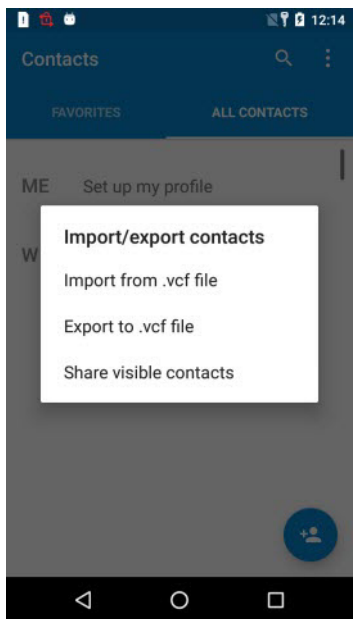 12:14
Contacts
FAVORITES ALL CONTACTS
ME Set up my profile
W
Import/export contacts
Import from .vcf file
Export to .vcf file
Share visible contacts